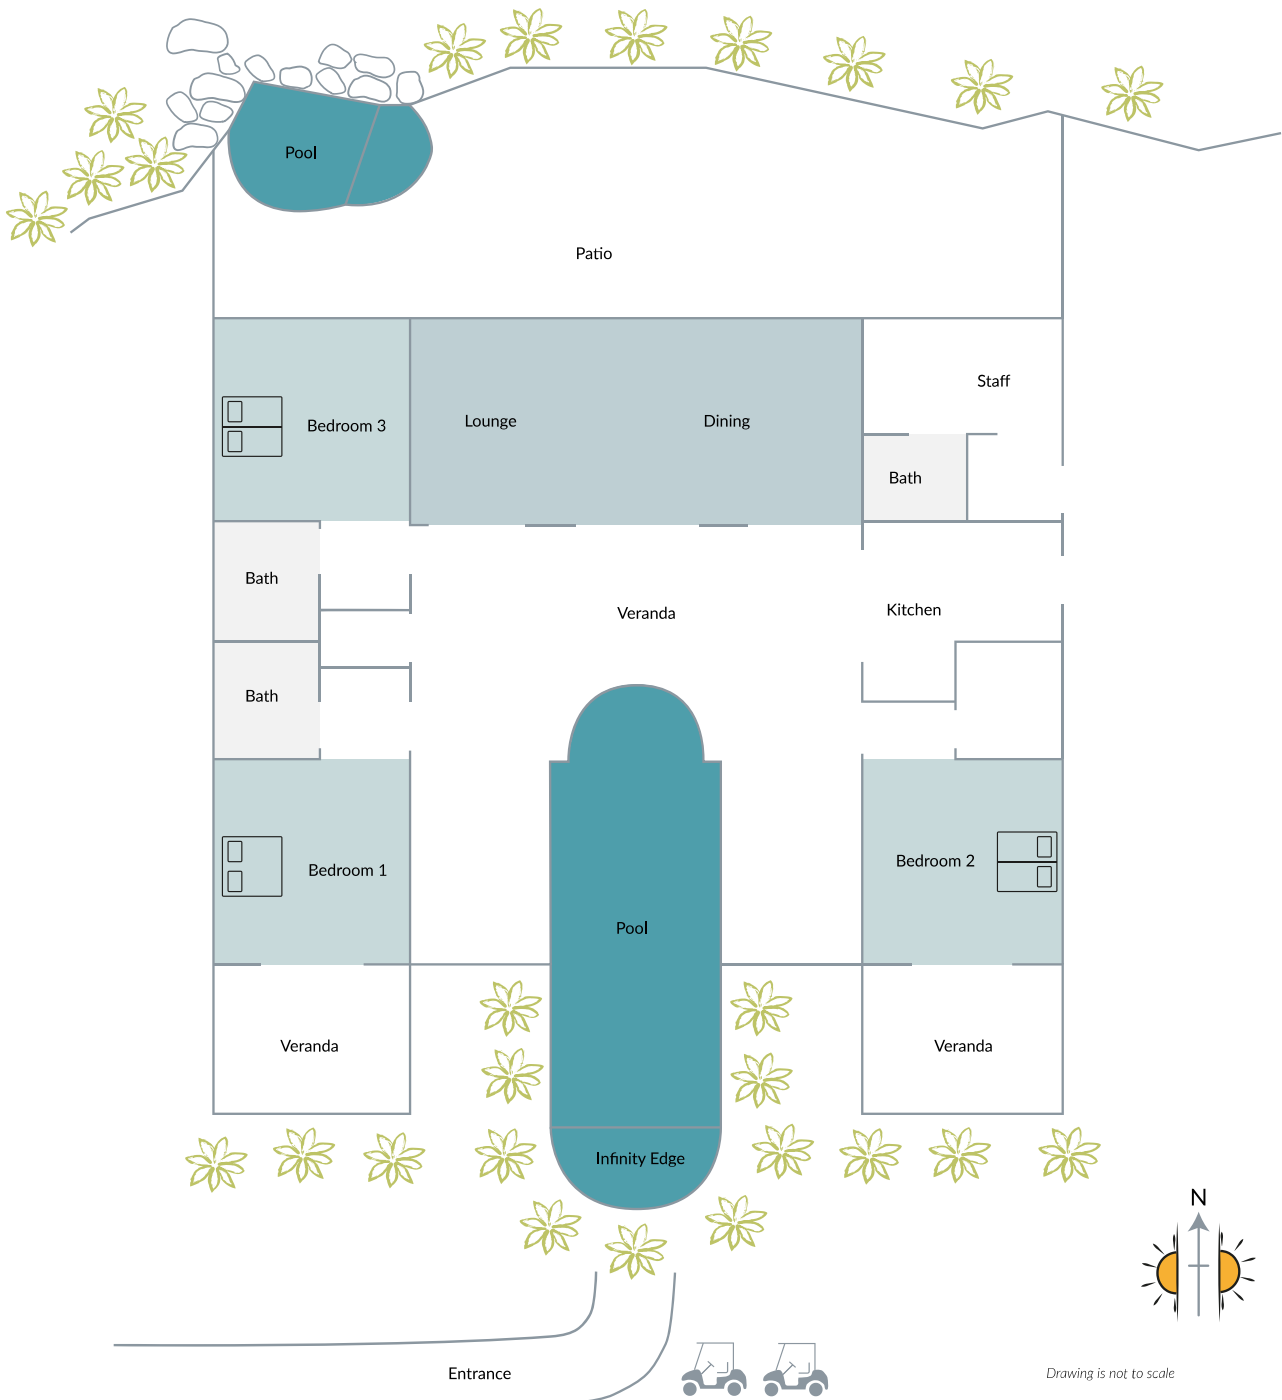 Pool
Patio
Staff
Bedroom 3
Lounge
Dining
Bath
Bath
Veranda
Kitchen
Bath
Bedroom 1
Bedroom 2
Pool
Veranda
Veranda
Infinity Edge
N
Entrance
Drawing is not to scale